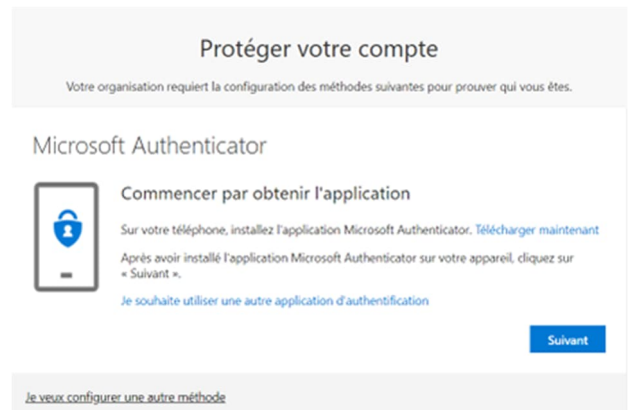 Protéger votre compte
Votre organisation requiert la configuration des méthodes suivantes pour prouver qui vous êtes.
Microsoft Authenticator
Commencer par obtenir l'application
Sur votre téléphone, installez l'application Microsoft Authenticator. Télécharger maintenant
Après avoir installé l'application Microsoft Authenticator sur votre appareil, cliquez sur
« Suivant ».
Je souhaite utiliser une autre application d'authentification
Suivant
Je veux configurer une autre méthode